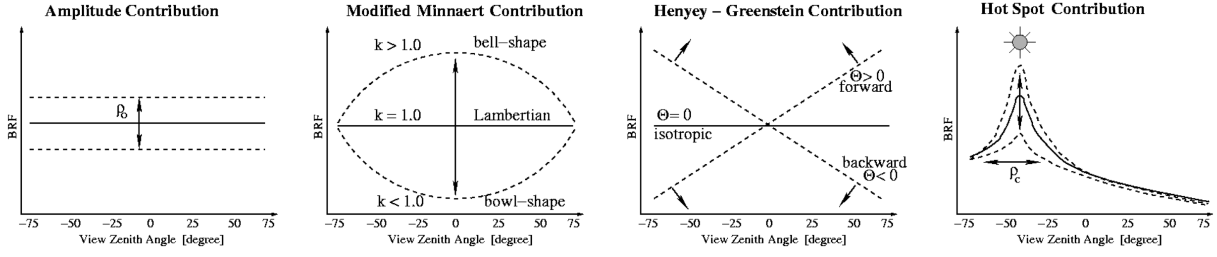 Amplitude Contribution
BRF
ρ₀
−75 −50 −25 0 25 50 75
View Zenith Angle [degree]
Modified Minnaert Contribution
BRF
k > 1.0
bell−shape
k = 1.0
Lambertian
k < 1.0
bowl−shape
−75 −50 −25 0 25 50 75
View Zenith Angle [degree]
Henyey − Greenstein Contribution
BRF
Θ>0
forward
Θ=0
isotropic
backward
Θ<0
−75 −50 −25 0 25 50 75
View Zenith Angle [degree]
Hot Spot Contribution
BRF
ρc
−75 −50 −40 −25 0 25 50 75
View Zenith Angle [degree]